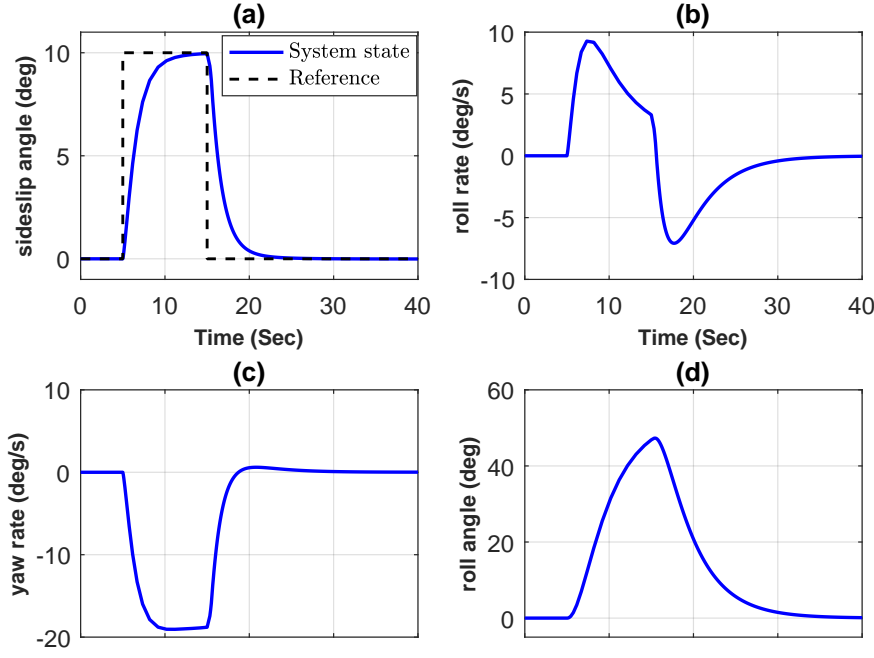 (a)
sideslip angle (deg)
10
5
0
System state
Reference
0 10 20 30 40
Time (Sec)
(b)
roll rate (deg/s)
10
5
0
-5
-10
0 10 20 30 40
Time (Sec)
(c)
yaw rate (deg/s)
10
0
-10
-20
(d)
roll angle (deg)
60
40
20
0